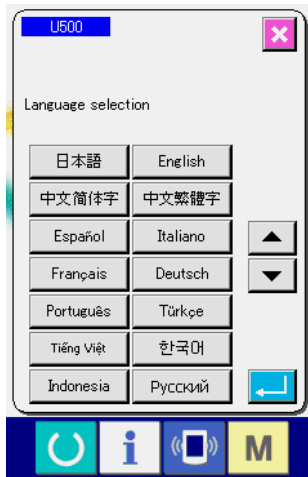 U500
Language selection
日本語 English
中文简体字 中文繁體字
Español Italiano
Français Deutsch
Português Türkçe
Tiếng Việt 한국어
Indonesia Русский
i M